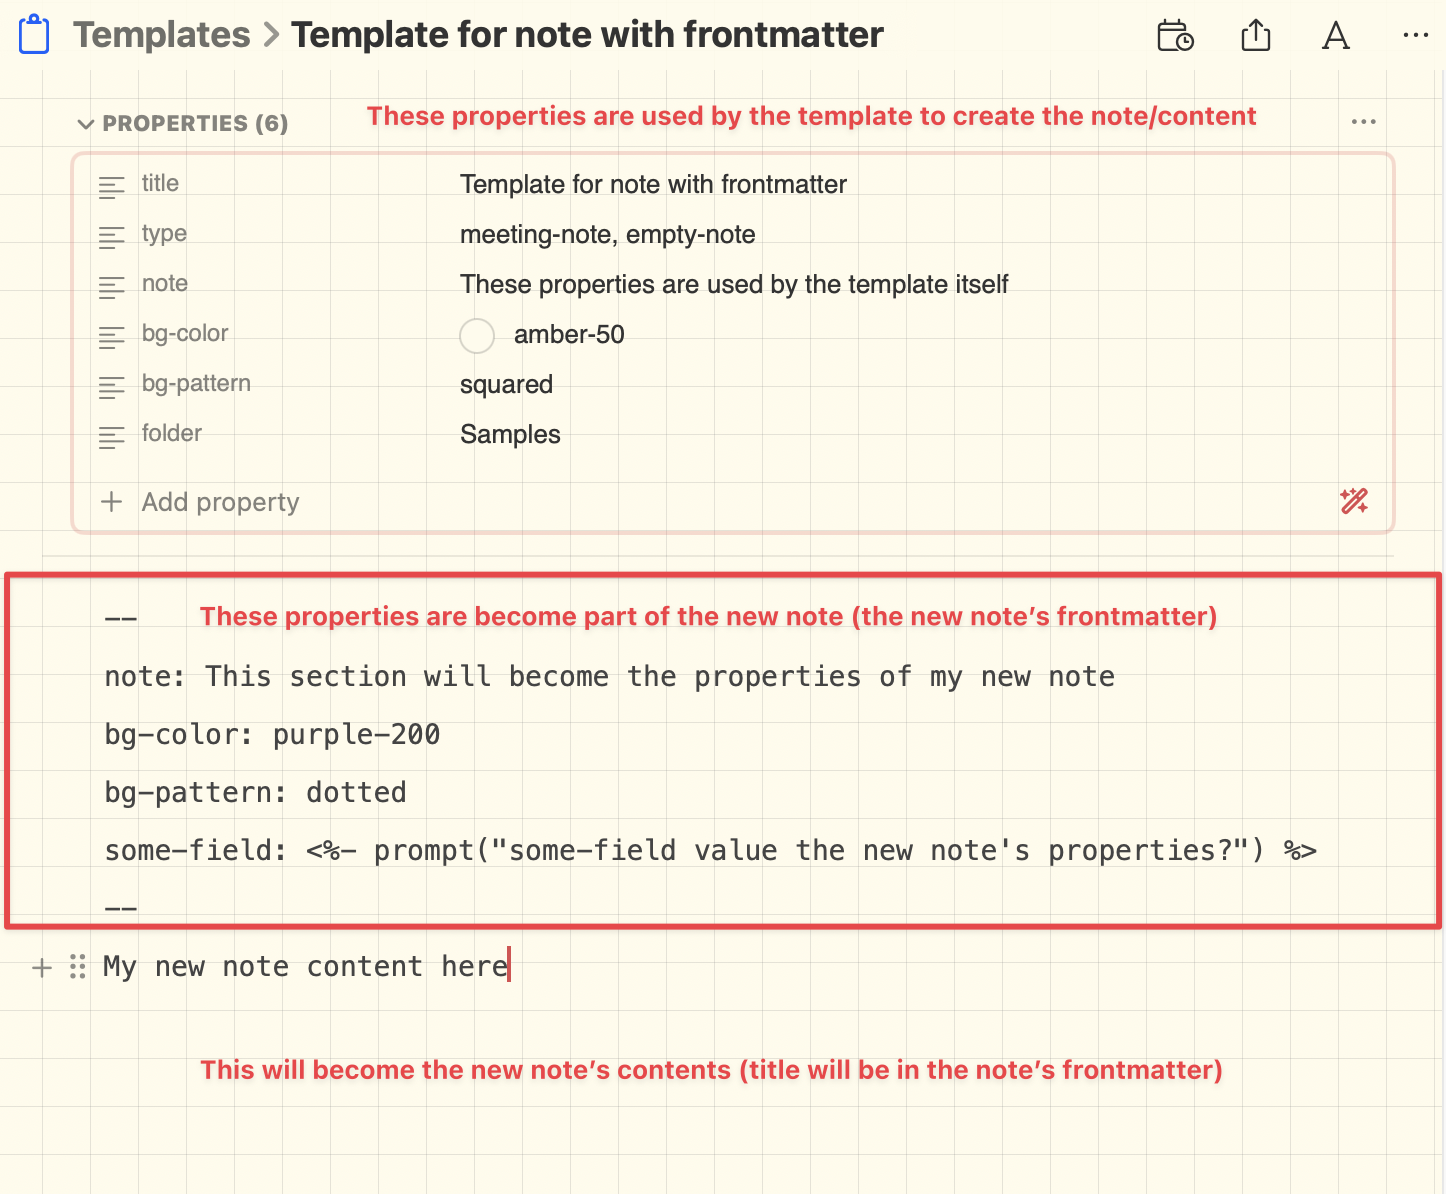 Templates > Template for note with frontmatter
PROPERTIES (6)
These properties are used by the template to create the note/content
title Template for note with frontmatter
type meeting-note, empty-note
note These properties are used by the template itself
bg-color amber-50
bg-pattern squared
folder Samples
+ Add property
--
These properties are become part of the new note (the new note’s frontmatter)
note: This section will become the properties of my new note
bg-color: purple-200
bg-pattern: dotted
some-field: <%- prompt("some-field value the new note's properties?") %>
--
My new note content here
This will become the new note’s contents (title will be in the note’s frontmatter)